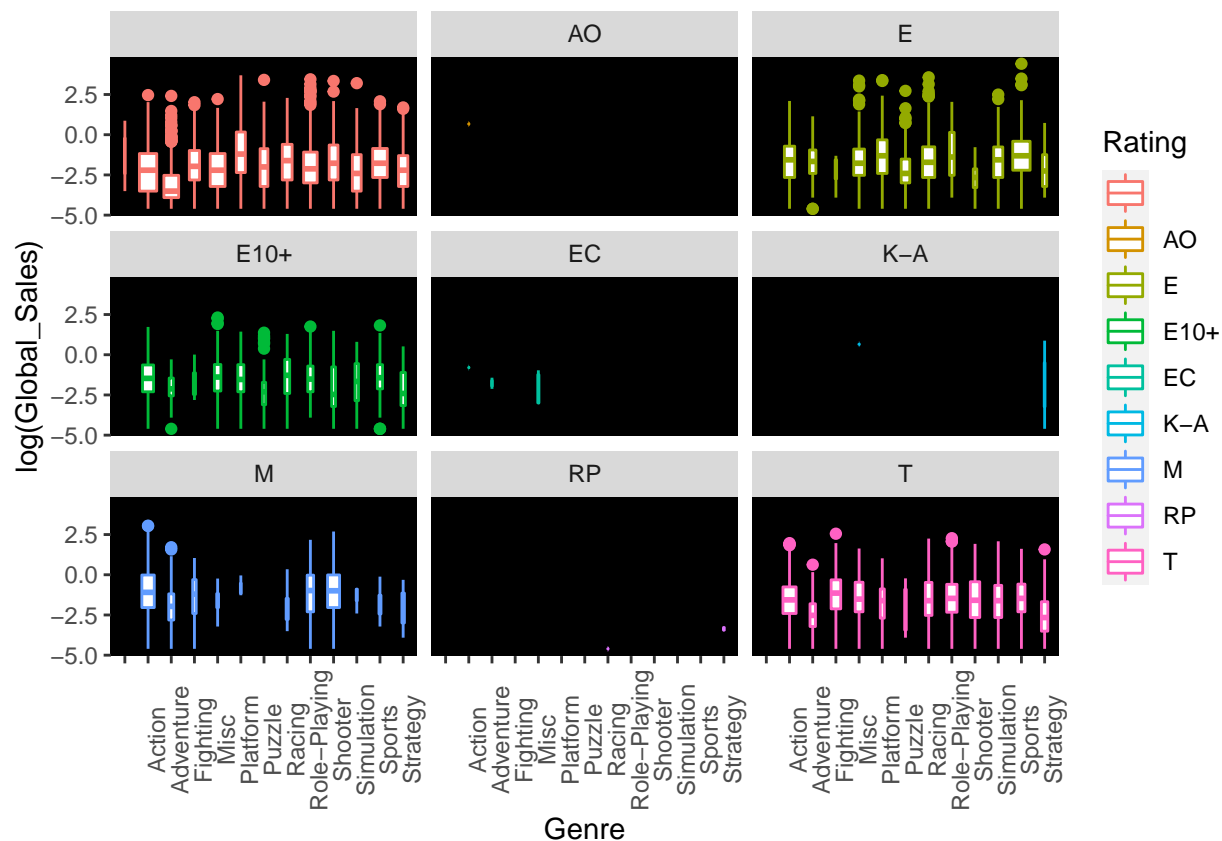 AO
E
2.5
0.0
−2.5
−5.0
E10+
EC
K−A
2.5
0.0
−2.5
−5.0
log(Global_Sales)
M
RP
T
2.5
0.0
−2.5
−5.0
Action
Adventure
Fighting
Misc
Platform
Puzzle
Racing
Role−Playing
Shooter
Simulation
Sports
Strategy
Action
Adventure
Fighting
Misc
Platform
Puzzle
Racing
Role−Playing
Shooter
Simulation
Sports
Strategy
Action
Adventure
Fighting
Misc
Platform
Puzzle
Racing
Role−Playing
Shooter
Simulation
Sports
Strategy
Genre
Rating
AO
E
E10+
EC
K−A
M
RP
T